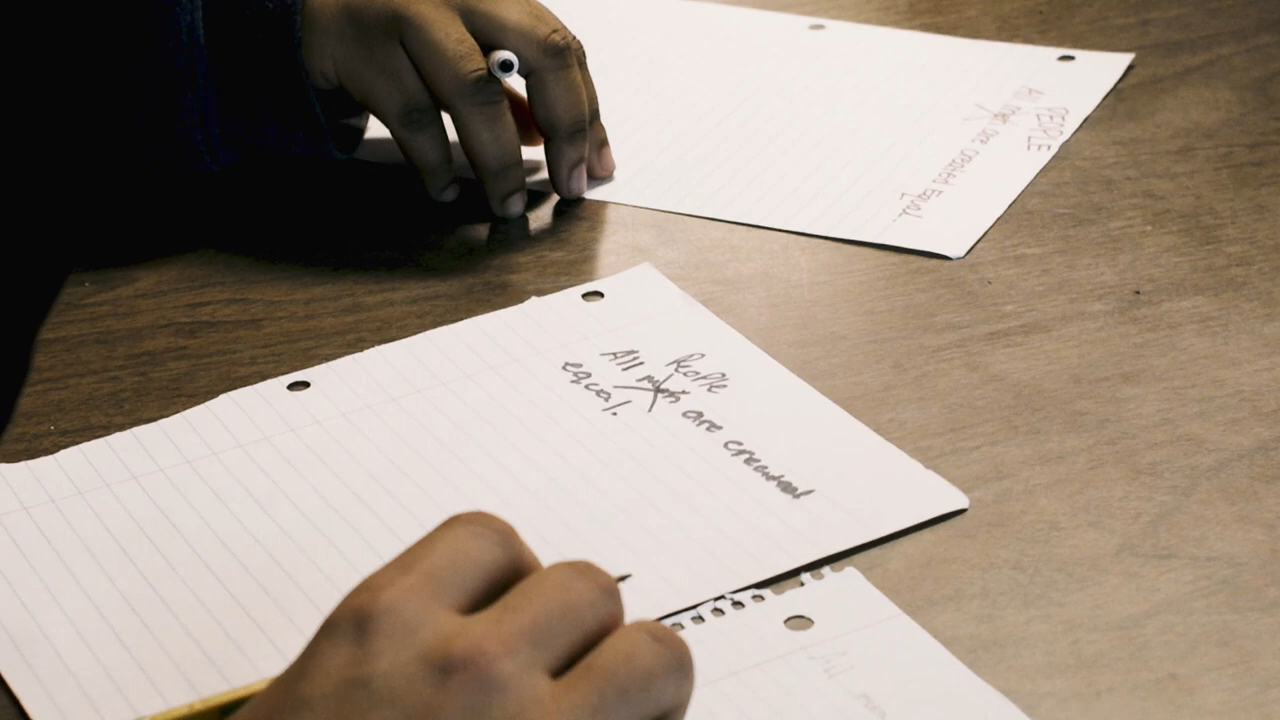 PEOPLE
All men are created Equal.
People
All men are created
equal.
All